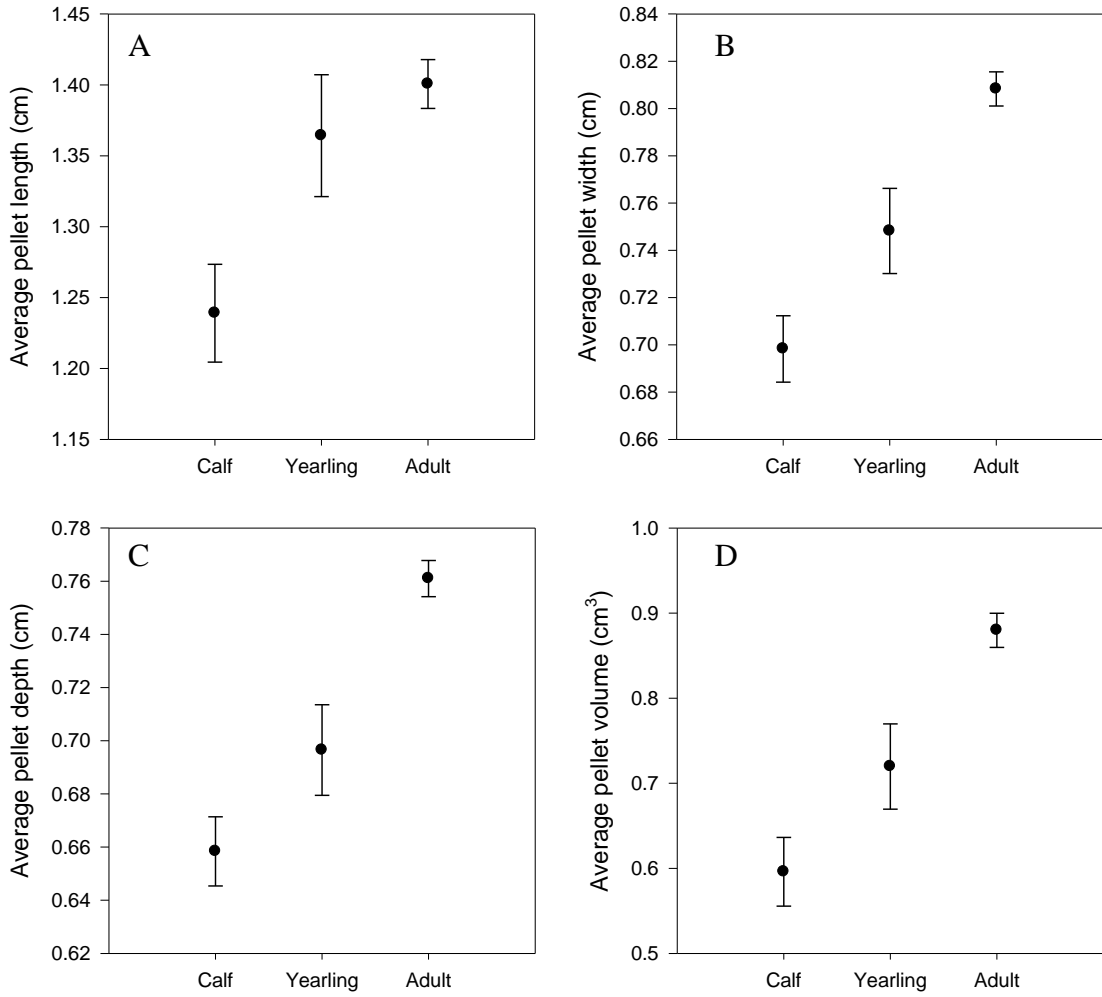 A
Average pellet length (cm)
1.45
1.40
1.35
1.30
1.25
1.20
1.15
Calf Yearling Adult
B
Average pellet width (cm)
0.84
0.82
0.80
0.78
0.76
0.74
0.72
0.70
0.68
0.66
Calf Yearling Adult
C
Average pellet depth (cm)
0.78
0.76
0.74
0.72
0.70
0.68
0.66
0.64
0.62
Calf Yearling Adult
D
Average pellet volume (cm³)
1.0
0.9
0.8
0.7
0.6
0.5
Calf Yearling Adult